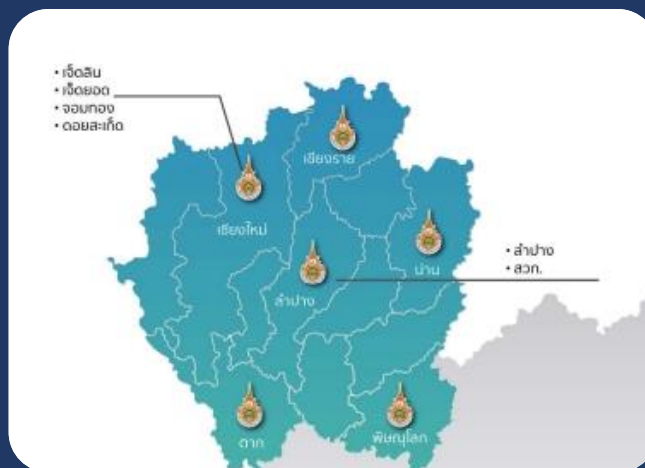 • เจ็ดลิน
• เจ็ดยอด
• จอมทอง
• ดอยสะเก็ด
เชียงราย
เชียงใหม่
น่าน
• ลำปาง
• สวก.
ลำปาง
ตาก
พิษณุโลก